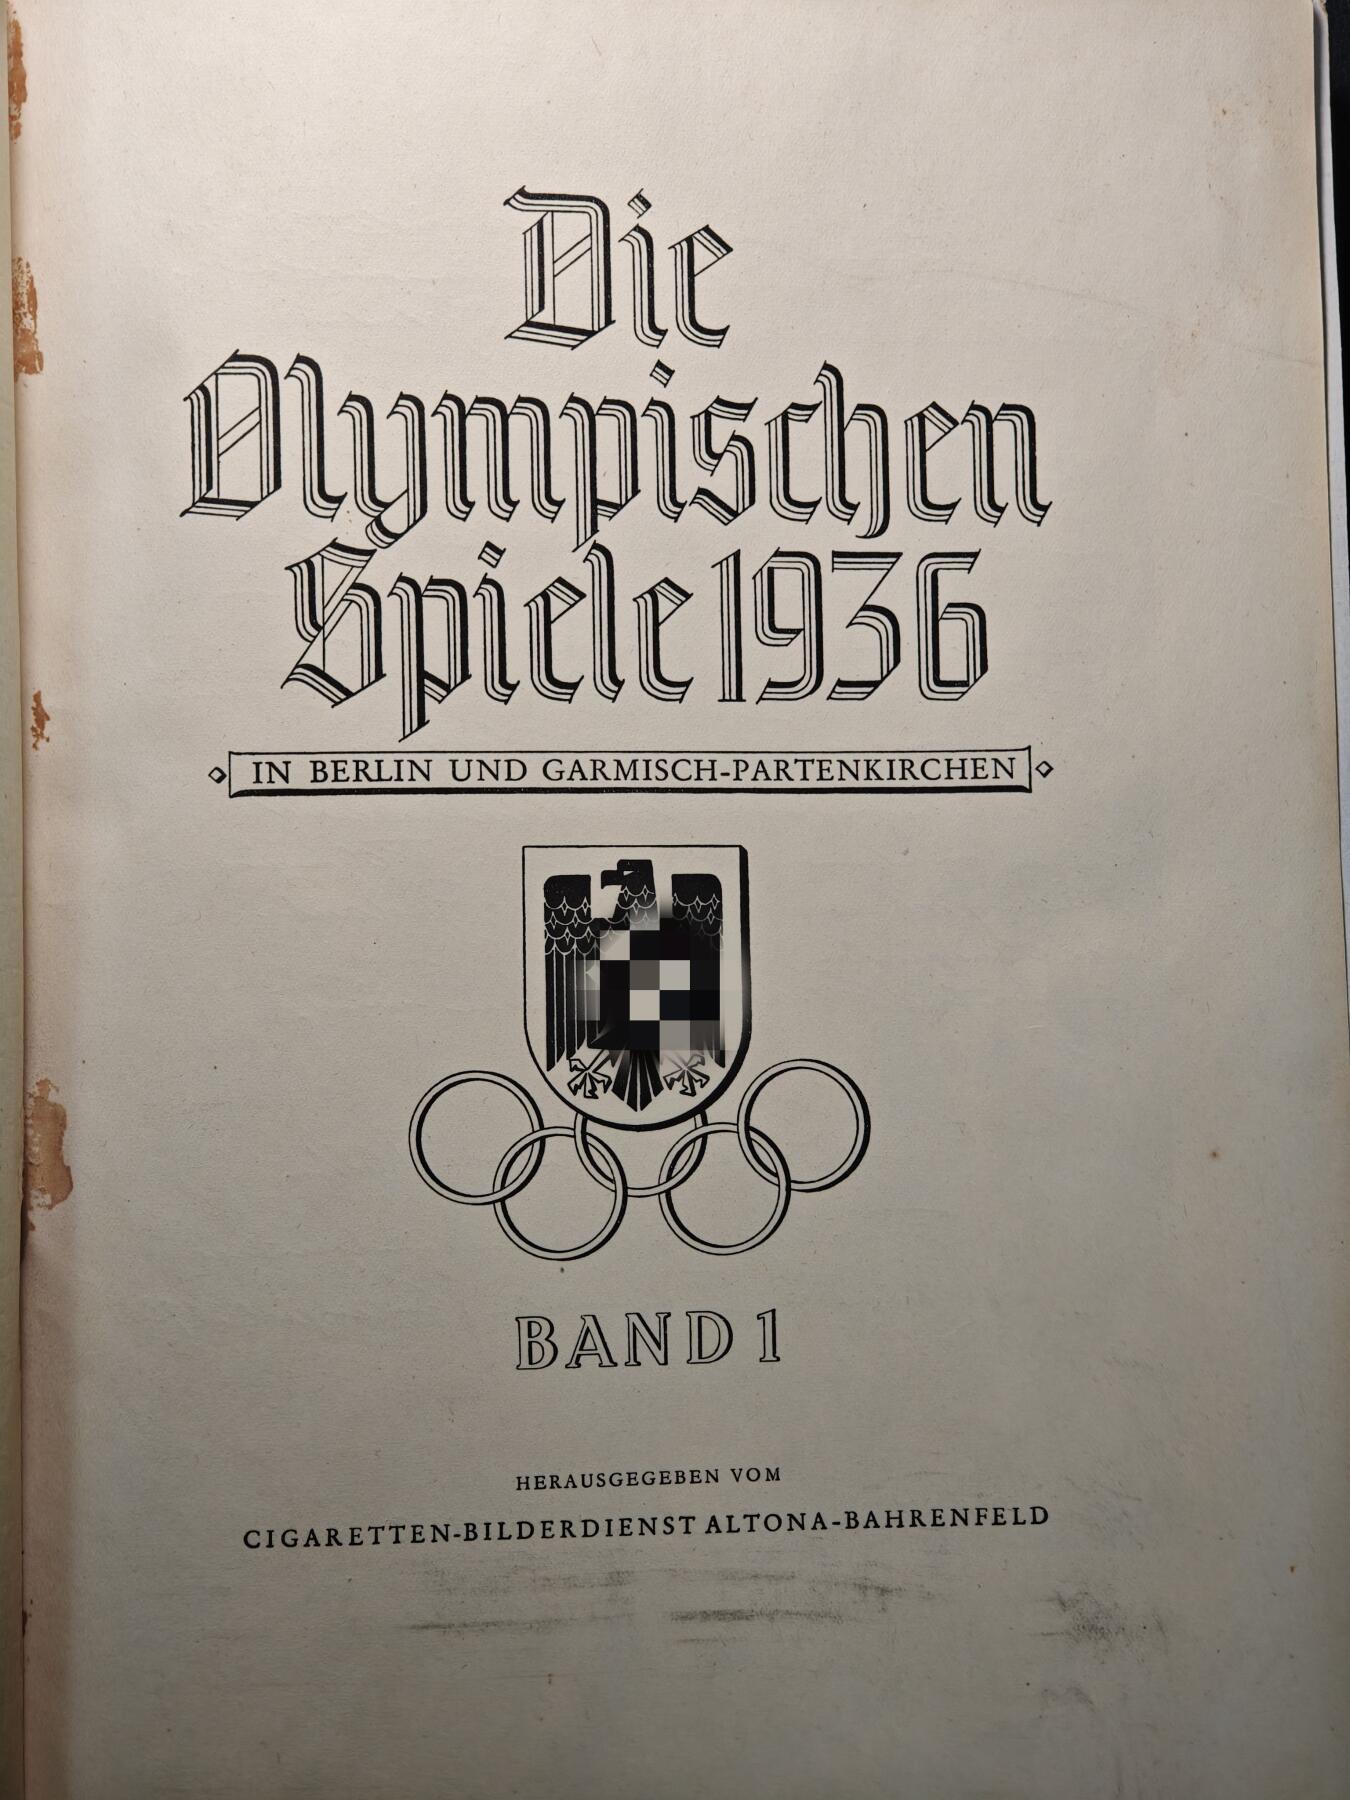 Die
Olympischen
Spiele 1936
IN BERLIN UND GARMISCH-PARTENKIRCHEN
BAND 1
HERAUSGEGEBEN VOM
CIGARETTEN-BILDERDIENST ALTONA-BAHRENFELD